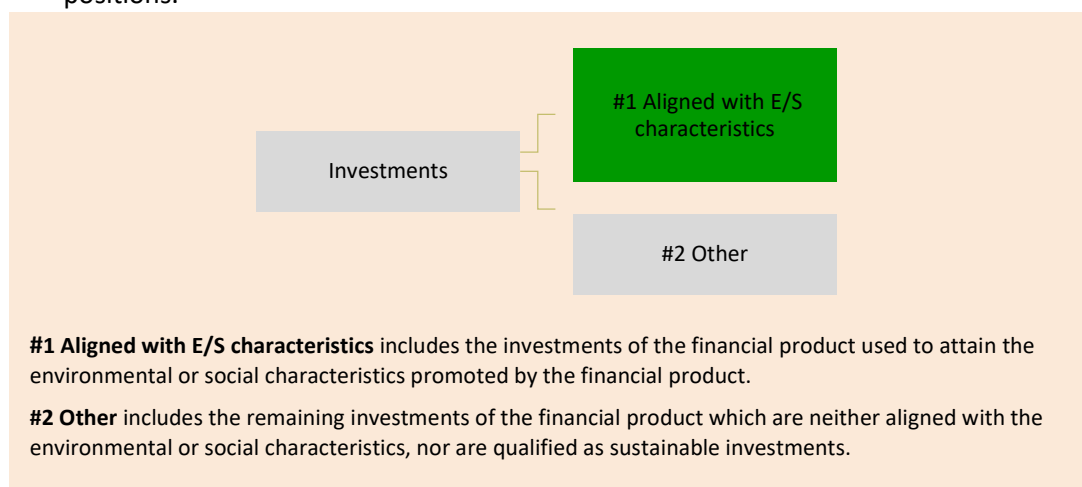 positions.
#1 Aligned with E/S
characteristics
Investments
#2 Other
#1 Aligned with E/S characteristics includes the investments of the financial product used to attain the
environmental or social characteristics promoted by the financial product.
#2 Other includes the remaining investments of the financial product which are neither aligned with the
environmental or social characteristics, nor are qualified as sustainable investments.